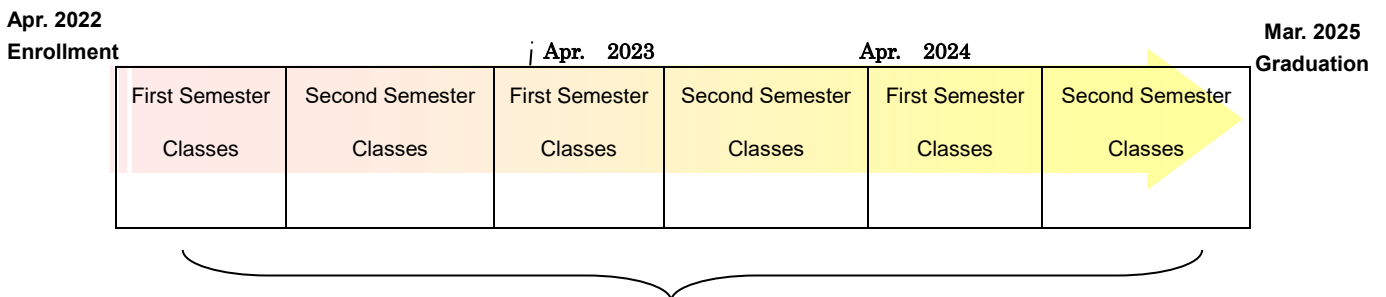 Apr. 2022
Enrollment
Apr. 2023
Apr. 2024
Mar. 2025
Graduation
First Semester
Classes
Second Semester
Classes
First Semester
Classes
Second Semester
Classes
First Semester
Classes
Second Semester
Classes